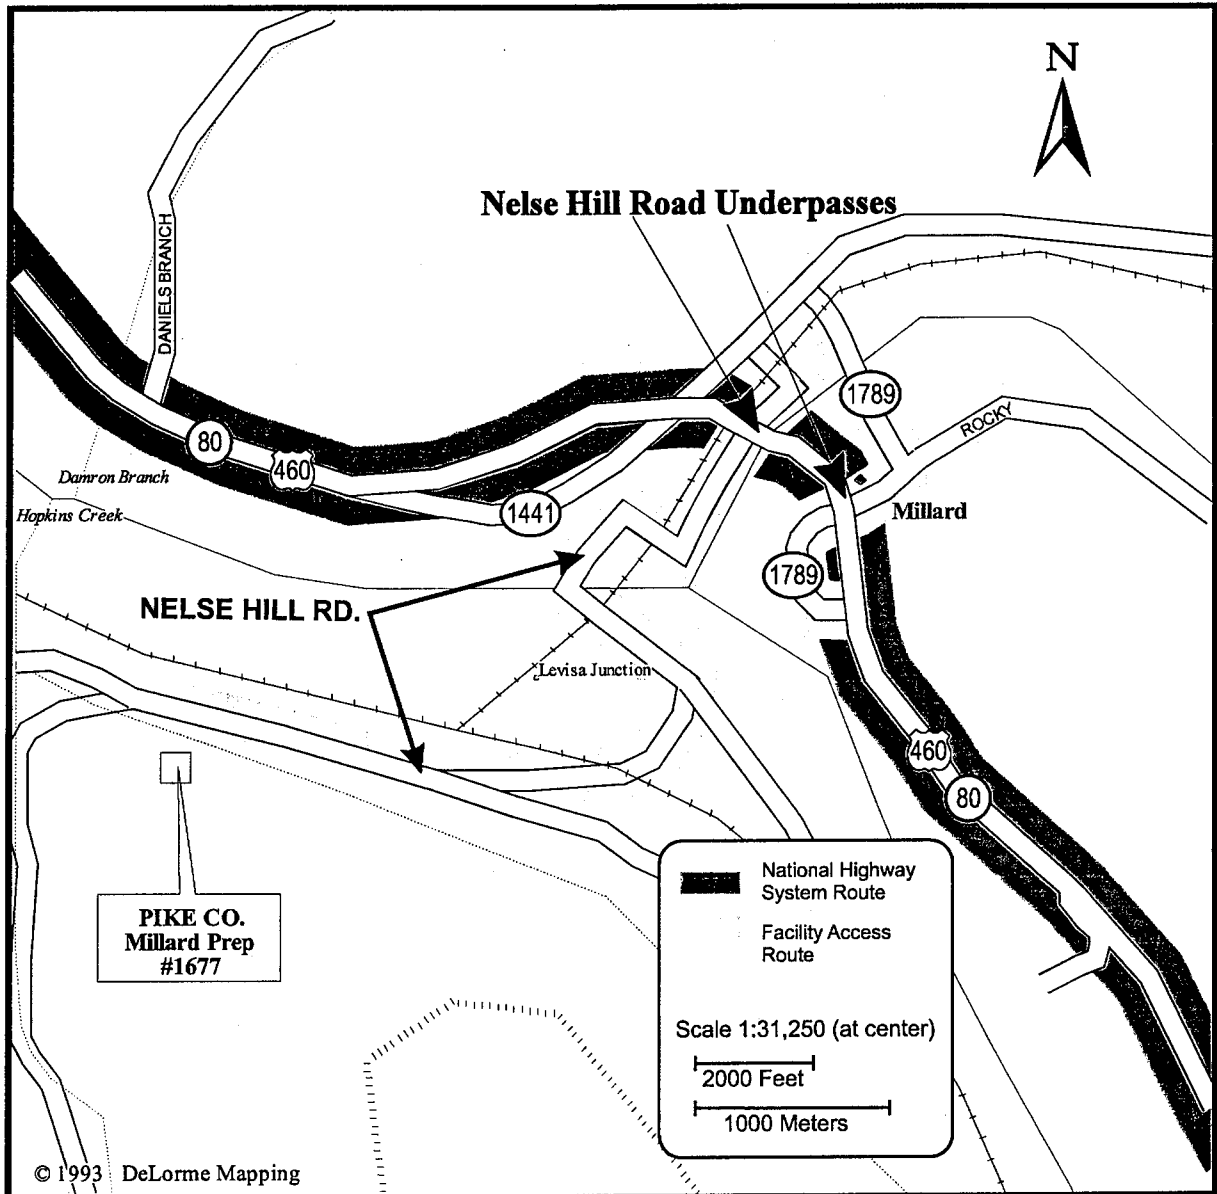 N
Nelse Hill Road Underpasses
DANIELS BRANCH
1789
ROCKY
80
460
Damron Branch
Hopkins Creek
1441
Millard
1789
NELSE HILL RD.
Levisa Junction
460
80
PIKE CO.
Millard Prep
#1677
National Highway
System Route
Facility Access
Route
Scale 1:31,250 (at center)
2000 Feet
1000 Meters
© 1993 DeLorme Mapping